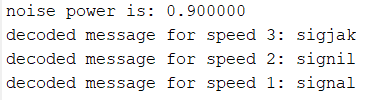 noise power is: 0.900000
decoded message for speed 3: sigjak
decoded message for speed 2: signil
decoded message for speed 1: signal